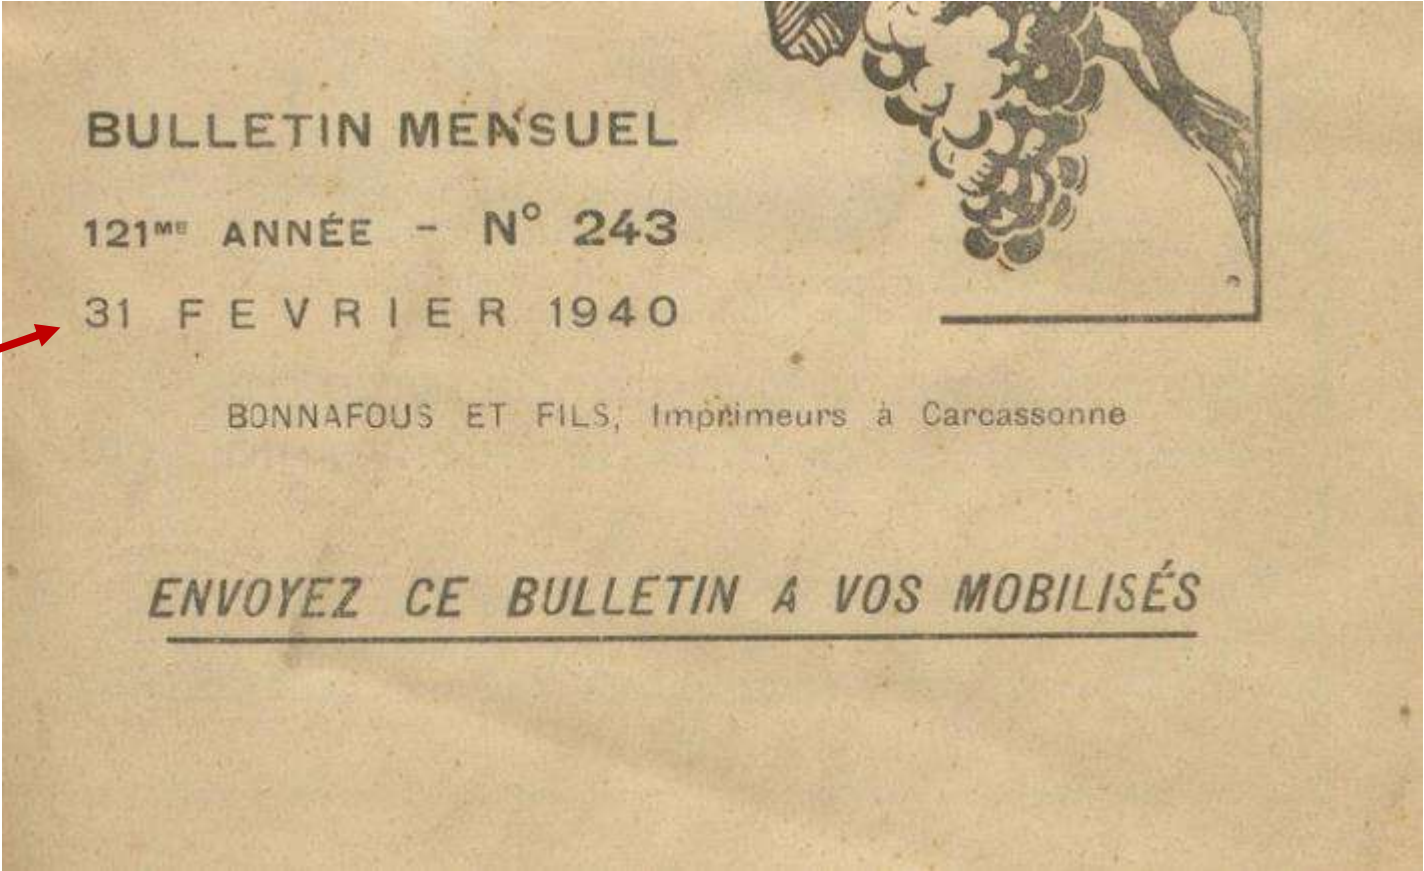 BULLETIN MENSUEL
121ME ANNÉE - N° 243
31 FEVRIER 1940
BONNAFOUS ET FILS, Imprimeurs à Carcassonne
ENVOYEZ CE BULLETIN A VOS MOBILISÉS